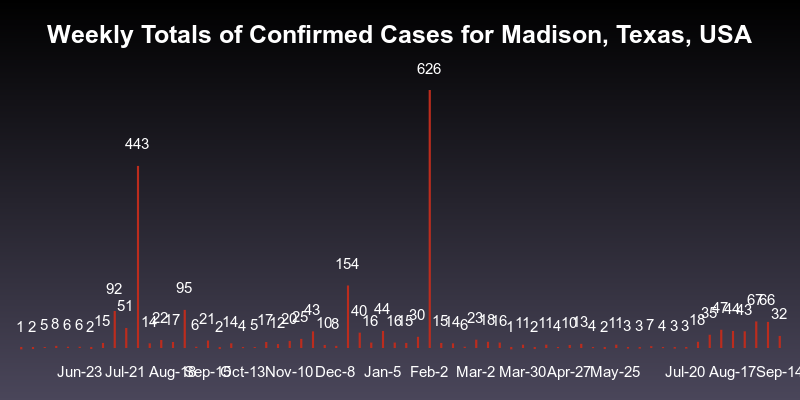 Weekly Totals of Confirmed Cases for Madison, Texas, USA
626
443
154
92 95
51 40 44 43 47 44 43 67 66
1 2 5 8 6 6 2 15 14 22 17 6 21 2 14 4 5 17 12 20 25 10 8 16 16 15 30 15 14 6 23 18 16 1 11 2 11 4 10 13 4 2 11 3 3 7 4 3 3 18 35 32
Jun-23 Jul-21 Aug-18 Sep-15 Oct-13 Nov-10 Dec-8 Jan-5 Feb-2 Mar-2 Mar-30 Apr-27 May-25 Jul-20 Aug-17 Sep-14